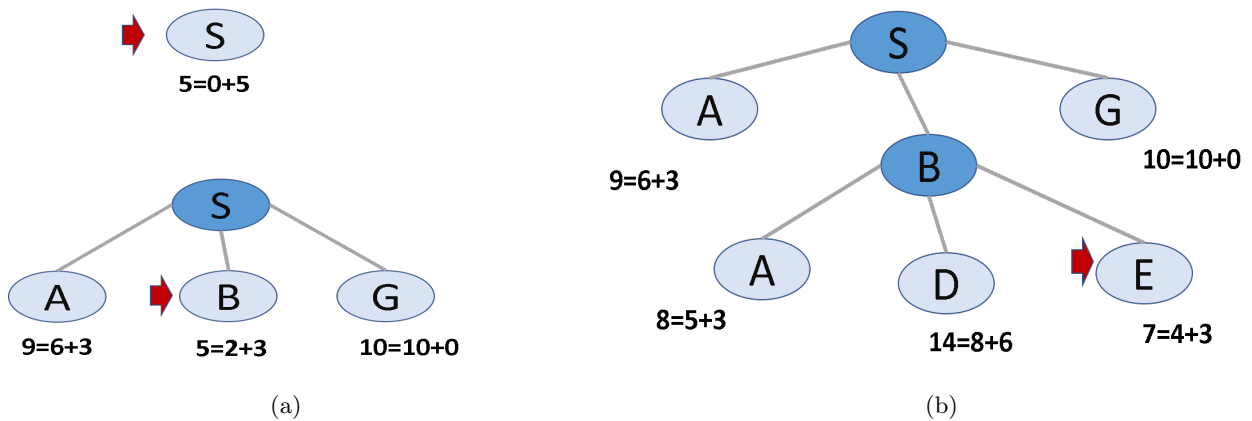 S
5=0+5
S
A B G
9=6+3 5=2+3 10=10+0
(a)
S
A G
9=6+3 10=10+0
B
A D E
8=5+3 14=8+6 7=4+3
(b)